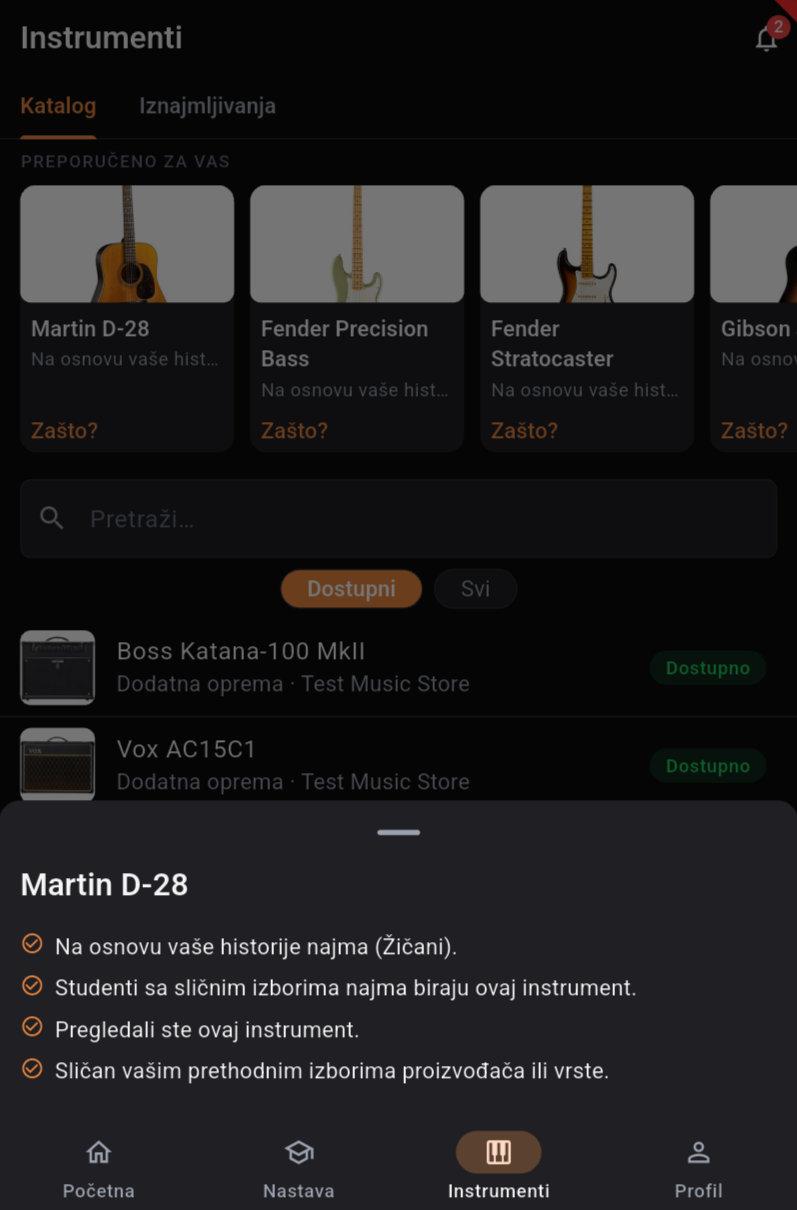 Instrumenti
2
Katalog
Iznajmljivanja
PREPORUČENO ZA VAS
Martin D-28
Na osnovu vaše hist…
Zašto?
Fender Precision
Bass
Na osnovu vaše hist…
Zašto?
Fender
Stratocaster
Na osnovu vaše hist…
Zašto?
Gibson
Na osnov
Zašto?
Pretraži…
Dostupni
Svi
Boss Katana-100 MkII
Dodatna oprema · Test Music Store
Dostupno
VOX
Vox AC15C1
Dodatna oprema · Test Music Store
Dostupno
Martin D-28
Na osnovu vaše historije najma (Žičani).
Studenti sa sličnim izborima najma biraju ovaj instrument.
Pregledali ste ovaj instrument.
Sličan vašim prethodnim izborima proizvođača ili vrste.
Početna
Nastava
Instrumenti
Profil